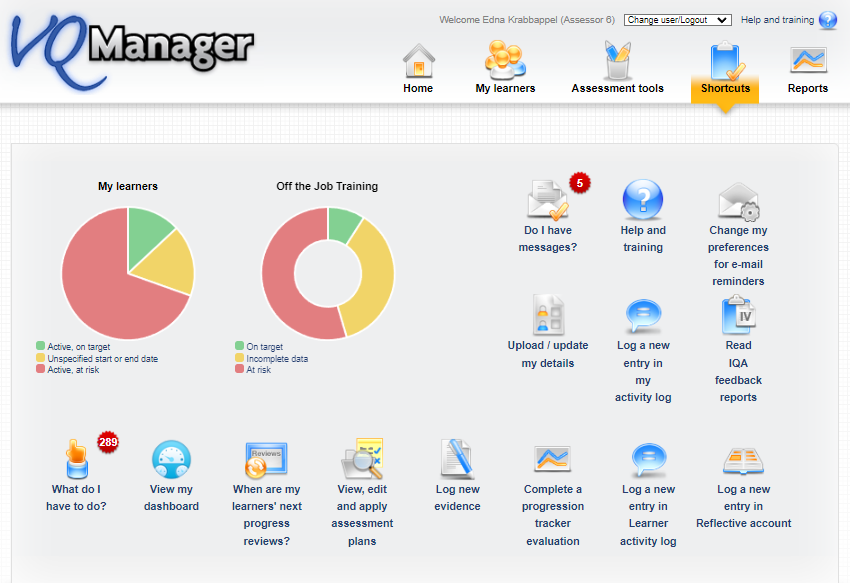 Welcome Edna Krabbappel (Assessor 6)
Change user/Logout
Help and training
VQManager
Home
My learners
Assessment tools
Shortcuts
Reports
My learners
Active, on target
Unspecified start or end date
Active, at risk
Off the Job Training
On target
Incomplete data
At risk
5
Do I have
messages?
Help and
training
Change my
preferences
for e-mail
reminders
Upload / update
my details
Log a new
entry in
my
activity log
IV
Read
IQA
feedback
reports
289
What do I
have to do?
View my
dashboard
Reviews
When are my
learners' next
progress
reviews?
View, edit
and apply
assessment
plans
Log new
evidence
Complete a
progression
tracker
evaluation
Log a new
entry in
Learner
activity log
Log a new
entry in
Reflective account